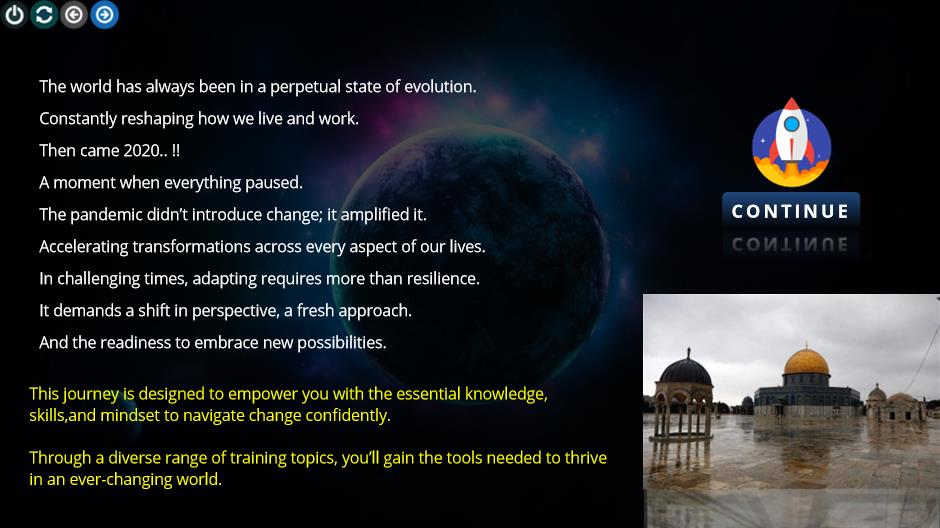 The world has always been in a perpetual state of evolution.
Constantly reshaping how we live and work.
Then came 2020.. !!
A moment when everything paused.
The pandemic didn’t introduce change; it amplified it.
Accelerating transformations across every aspect of our lives.
In challenging times, adapting requires more than resilience.
It demands a shift in perspective, a fresh approach.
And the readiness to embrace new possibilities.
This journey is designed to empower you with the essential knowledge,
skills,and mindset to navigate change confidently.
Through a diverse range of training topics, you’ll gain the tools needed to thrive
in an ever-changing world.
CONTINUE